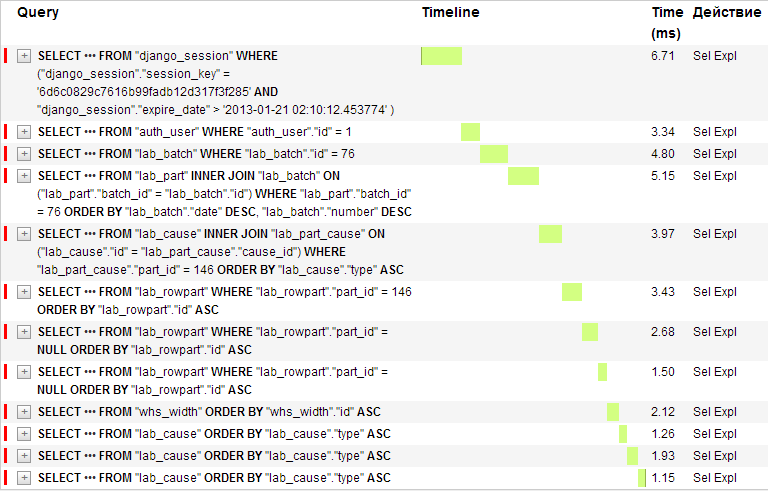 Query Timeline Time Действие
(ms)
+ SELECT ••• FROM "django_session" WHERE 6.71 Sel Expl
("django_session"."session_key" =
'6d6c0829c7616b99fadb12d317f3f285' AND
"django_session"."expire_date" > '2013-01-21 02:10:12.453774' )
+ SELECT ••• FROM "auth_user" WHERE "auth_user"."id" = 1 3.34 Sel Expl
+ SELECT ••• FROM "lab_batch" WHERE "lab_batch"."id" = 76 4.80 Sel Expl
+ SELECT ••• FROM "lab_part" INNER JOIN "lab_batch" ON 5.15 Sel Expl
("lab_part"."batch_id" = "lab_batch"."id") WHERE "lab_part"."batch_id"
= 76 ORDER BY "lab_batch"."date" DESC, "lab_batch"."number" DESC
+ SELECT ••• FROM "lab_cause" INNER JOIN "lab_part_cause" ON 3.97 Sel Expl
("lab_cause"."id" = "lab_part_cause"."cause_id") WHERE
"lab_part_cause"."part_id" = 146 ORDER BY "lab_cause"."type" ASC
+ SELECT ••• FROM "lab_rowpart" WHERE "lab_rowpart"."part_id" = 146 3.43 Sel Expl
ORDER BY "lab_rowpart"."id" ASC
+ SELECT ••• FROM "lab_rowpart" WHERE "lab_rowpart"."part_id" = 2.68 Sel Expl
NULL ORDER BY "lab_rowpart"."id" ASC
+ SELECT ••• FROM "lab_rowpart" WHERE "lab_rowpart"."part_id" = 1.50 Sel Expl
NULL ORDER BY "lab_rowpart"."id" ASC
+ SELECT ••• FROM "whs_width" ORDER BY "whs_width"."id" ASC 2.12 Sel Expl
+ SELECT ••• FROM "lab_cause" ORDER BY "lab_cause"."type" ASC 1.26 Sel Expl
+ SELECT ••• FROM "lab_cause" ORDER BY "lab_cause"."type" ASC 1.93 Sel Expl
+ SELECT ••• FROM "lab_cause" ORDER BY "lab_cause"."type" ASC 1.15 Sel Expl